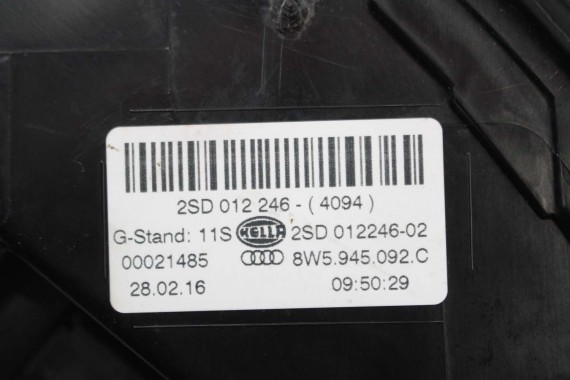 2SD 012 246 - ( 4094 )
G-Stand: 11S HELLA 2SD 012246-02
00021485 8W5.945.092.C
28.02.16 09:50:29